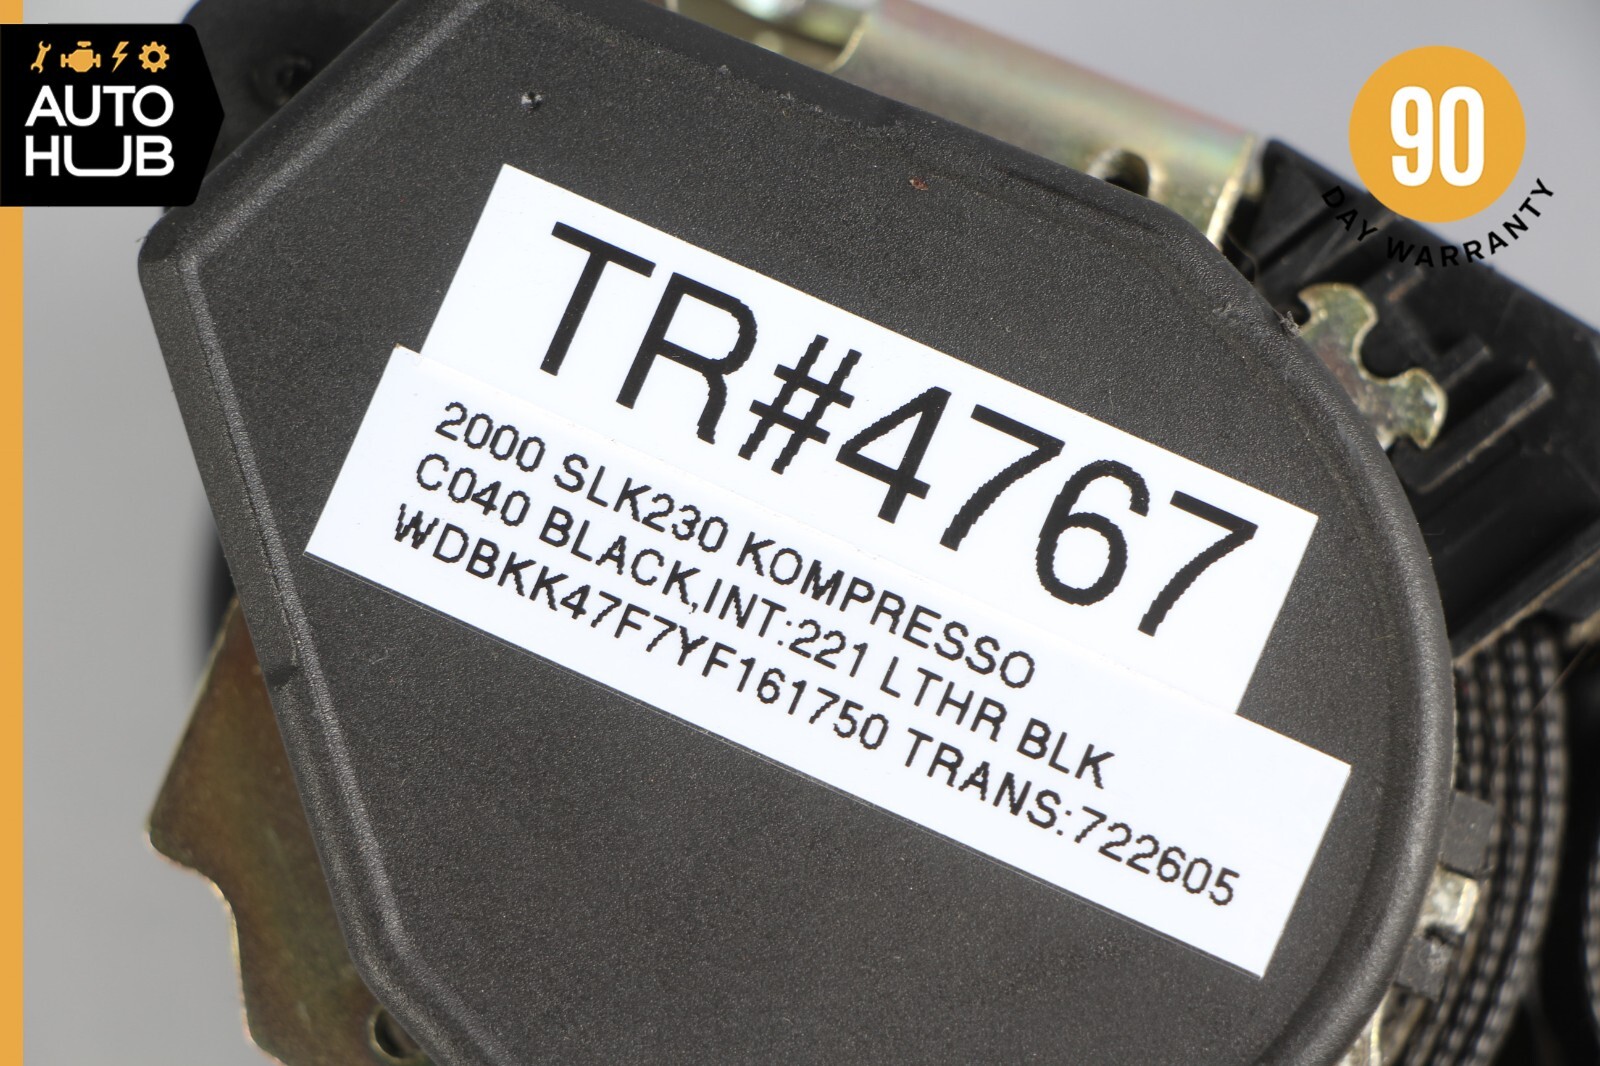 AUTO
HUB
90
DAY WARRANTY
TR#4767
2000 SLK230 KOMPRESSO
C040 BLACK,INT:221 LTHR BLK
WDBKK47F7YF161750 TRANS:722605